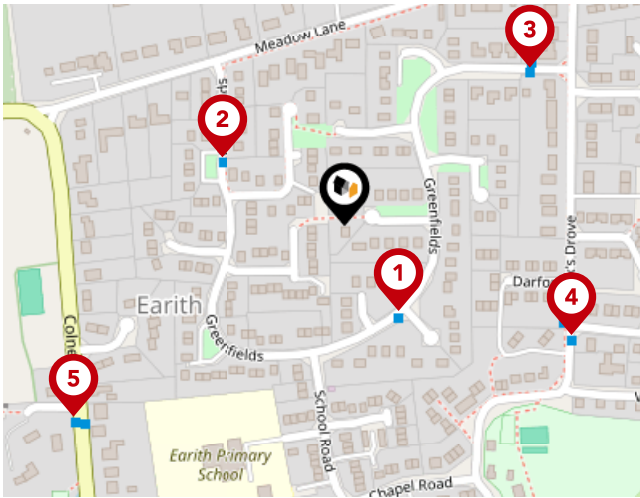 Meadow Lane
3
2
ds
Greenfields
s Drove
1
Darfo
4
Earith
Greenfields
Colne
5
School Road
Earith Primary
School
Chapel Road